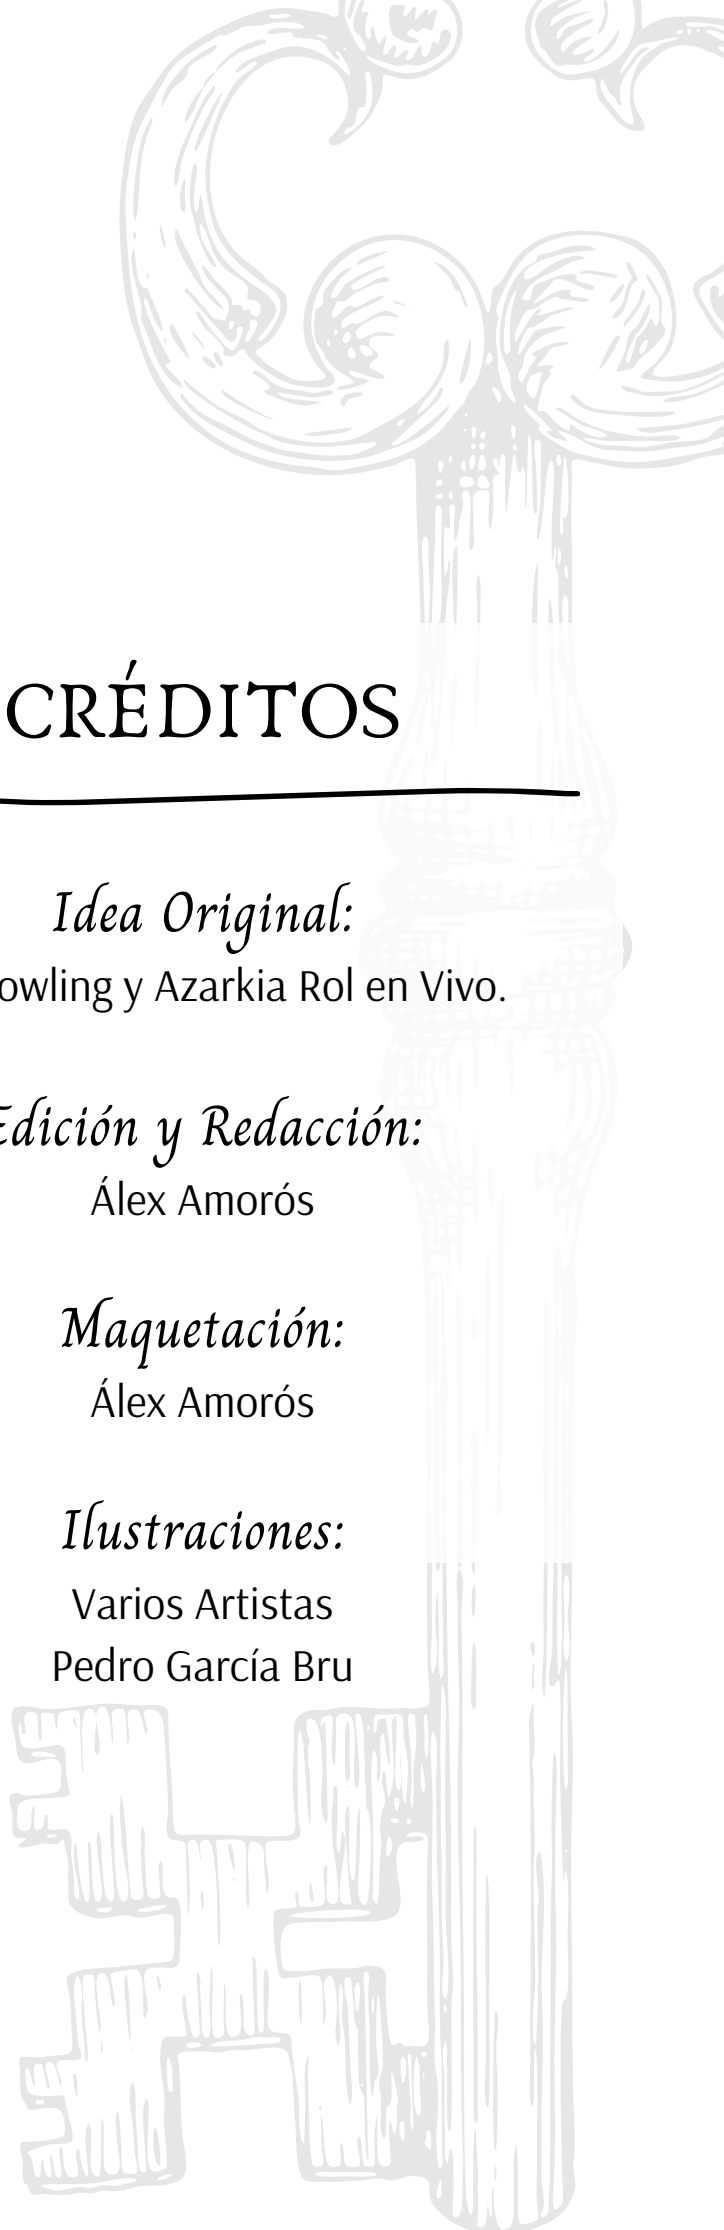 CRÉDITOS
Idea Original:
owling y Azarkia Rol en Vivo.
Edición y Redacción:
Álex Amorós
Maquetación:
Álex Amorós
Ilustraciones:
Varios Artistas
Pedro García Bru